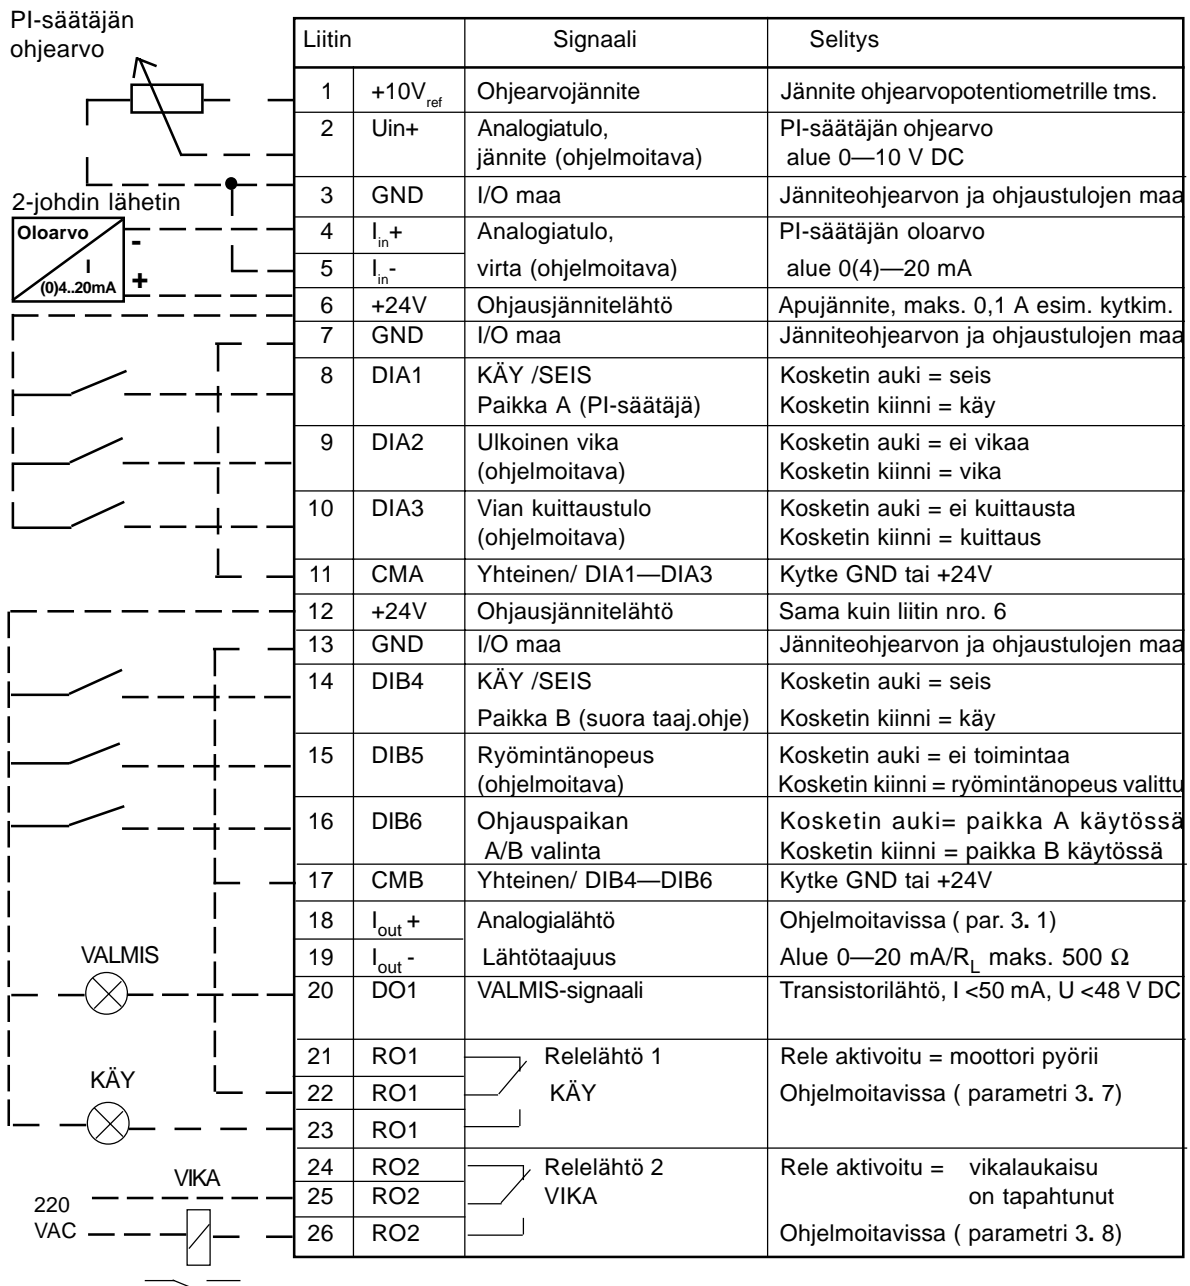 PI-säätäjän
ohjearvo
Liitin Signaali Selitys
1 +10Vref Ohjearvojännite Jännite ohjearvopotentiometrille tms.
2 Uin+ Analogiatulo, PI-säätäjän ohjearvo
jännite (ohjelmoitava) alue 0—10 V DC
3 GND I/O maa Jänniteohjearvon ja ohjaustulojen maa
2-johdin lähetin
Oloarvo
-
I
(0)4..20mA
+
4 Iin+ Analogiatulo, PI-säätäjän oloarvo
5 Iin- virta (ohjelmoitava) alue 0(4)—20 mA
6 +24V Ohjausjännitelähtö Apujännite, maks. 0,1 A esim. kytkim.
7 GND I/O maa Jänniteohjearvon ja ohjaustulojen maa
8 DIA1 KÄY /SEIS Kosketin auki = seis
Paikka A (PI-säätäjä) Kosketin kiinni = käy
9 DIA2 Ulkoinen vika Kosketin auki = ei vikaa
(ohjelmoitava) Kosketin kiinni = vika
10 DIA3 Vian kuittaustulo Kosketin auki = ei kuittausta
(ohjelmoitava) Kosketin kiinni = kuittaus
11 CMA Yhteinen/ DIA1—DIA3 Kytke GND tai +24V
12 +24V Ohjausjännitelähtö Sama kuin liitin nro. 6
13 GND I/O maa Jänniteohjearvon ja ohjaustulojen maa
14 DIB4 KÄY /SEIS Kosketin auki = seis
Paikka B (suora taaj.ohje) Kosketin kiinni = käy
15 DIB5 Ryömintänopeus Kosketin auki = ei toimintaa
(ohjelmoitava) Kosketin kiinni = ryömintänopeus valittu
16 DIB6 Ohjauspaikan Kosketin auki= paikka A käytössä
A/B valinta Kosketin kiinni = paikka B käytössä
17 CMB Yhteinen/ DIB4—DIB6 Kytke GND tai +24V
18 Iout + Analogialähtö Ohjelmoitavissa ( par. 3. 1)
19 Iout - Lähtötaajuus Alue 0—20 mA/RL maks. 500 Ω
VALMIS
20 DO1 VALMIS-signaali Transistorilähtö, I <50 mA, U <48 V DC
21 RO1 Relelähtö 1 Rele aktivoitu = moottori pyörii
KÄY
22 RO1 KÄY Ohjelmoitavissa ( parametri 3. 7)
23 RO1
24 RO2 Relelähtö 2 Rele aktivoitu = vikalaukaisu
VIKA
25 RO2 VIKA on tapahtunut
220
VAC
26 RO2 Ohjelmoitavissa ( parametri 3. 8)